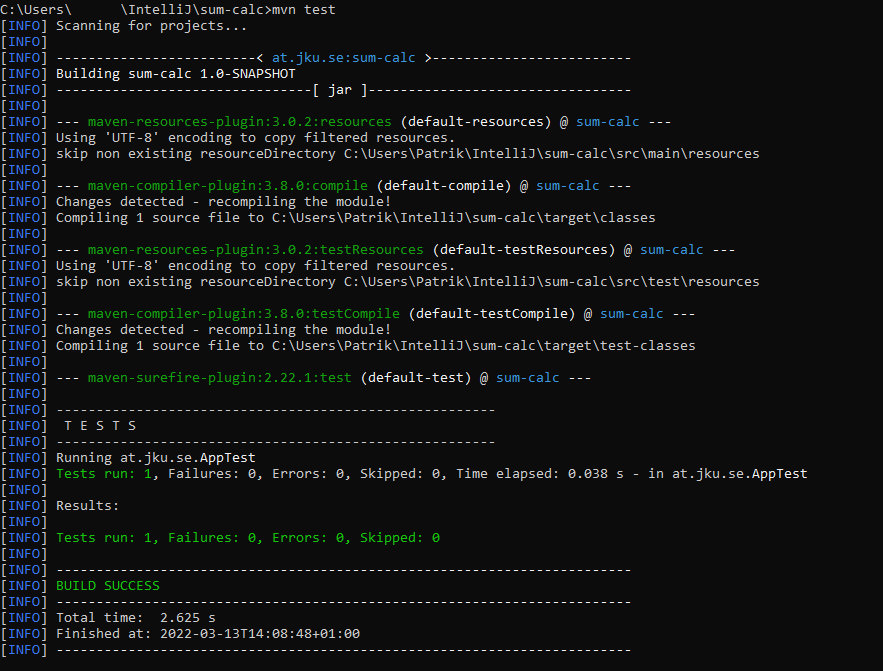 C:\Users\      \IntelliJ\sum-calc>mvn test
[INFO] Scanning for projects...
[INFO]
[INFO] -------------------------< at.jku.se:sum-calc >-------------------------
[INFO] Building sum-calc 1.0-SNAPSHOT
[INFO] --------------------------------[ jar ]---------------------------------
[INFO]
[INFO] --- maven-resources-plugin:3.0.2:resources (default-resources) @ sum-calc ---
[INFO] Using 'UTF-8' encoding to copy filtered resources.
[INFO] skip non existing resourceDirectory C:\Users\Patrik\IntelliJ\sum-calc\src\main\resources
[INFO]
[INFO] --- maven-compiler-plugin:3.8.0:compile (default-compile) @ sum-calc ---
[INFO] Changes detected - recompiling the module!
[INFO] Compiling 1 source file to C:\Users\Patrik\IntelliJ\sum-calc\target\classes
[INFO]
[INFO] --- maven-resources-plugin:3.0.2:testResources (default-testResources) @ sum-calc ---
[INFO] Using 'UTF-8' encoding to copy filtered resources.
[INFO] skip non existing resourceDirectory C:\Users\Patrik\IntelliJ\sum-calc\src\test\resources
[INFO]
[INFO] --- maven-compiler-plugin:3.8.0:testCompile (default-testCompile) @ sum-calc ---
[INFO] Changes detected - recompiling the module!
[INFO] Compiling 1 source file to C:\Users\Patrik\IntelliJ\sum-calc\target\test-classes
[INFO]
[INFO] --- maven-surefire-plugin:2.22.1:test (default-test) @ sum-calc ---
[INFO]
[INFO] -------------------------------------------------------
[INFO]  T E S T S
[INFO] -------------------------------------------------------
[INFO] Running at.jku.se.AppTest
[INFO] Tests run: 1, Failures: 0, Errors: 0, Skipped: 0, Time elapsed: 0.038 s - in at.jku.se.AppTest
[INFO]
[INFO] Results:
[INFO]
[INFO] Tests run: 1, Failures: 0, Errors: 0, Skipped: 0
[INFO]
[INFO] ------------------------------------------------------------------------
[INFO] BUILD SUCCESS
[INFO] ------------------------------------------------------------------------
[INFO] Total time:  2.625 s
[INFO] Finished at: 2022-03-13T14:08:48+01:00
[INFO] ------------------------------------------------------------------------